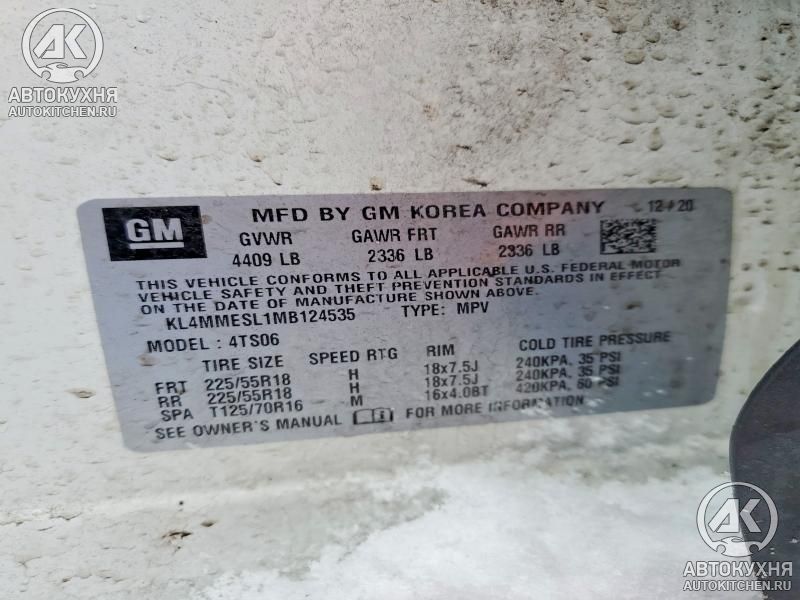 AK
АВТОКУХНЯ
AUTOKITCHEN.RU
GM
MFD BY GM KOREA COMPANY 12 / 20
GVWR GAWR FRT GAWR RR
4409 LB 2336 LB 2336 LB
THIS VEHICLE CONFORMS TO ALL APPLICABLE U.S. FEDERAL MOTOR
VEHICLE SAFETY AND THEFT PREVENTION STANDARDS IN EFFECT
ON THE DATE OF MANUFACTURE SHOWN ABOVE.
KL4MMESL1MB124535 TYPE: MPV
MODEL : 4TS06
TIRE SIZE SPEED RTG RIM COLD TIRE PRESSURE
FRT 225/55R18 H 18x7.5J 240KPA, 35 PSI
RR 225/55R18 H 18x7.5J 240KPA, 35 PSI
SPA T125/70R16 M 16x4.0BT 420KPA, 60 PSI
SEE OWNER'S MANUAL FOR MORE INFORMATION
AK
АВТОКУХНЯ
AUTOKITCHEN.RU